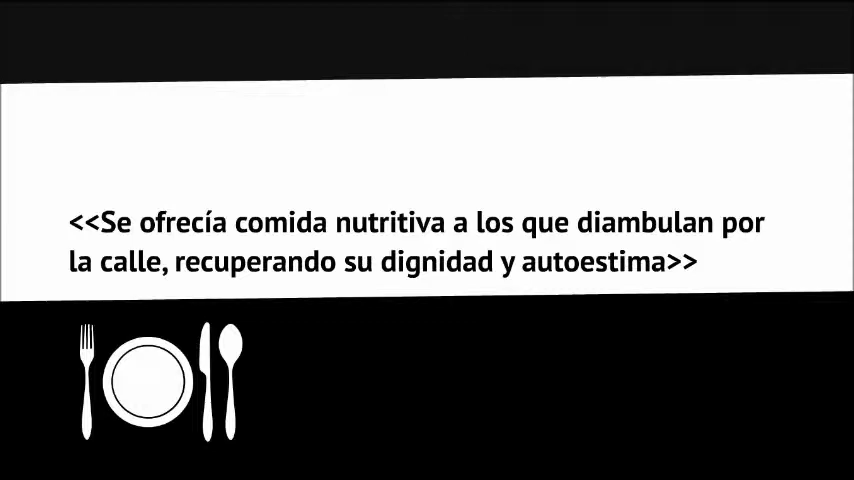 <<Se ofrecía comida nutritiva a los que diambulan por
la calle, recuperando su dignidad y autoestima>>